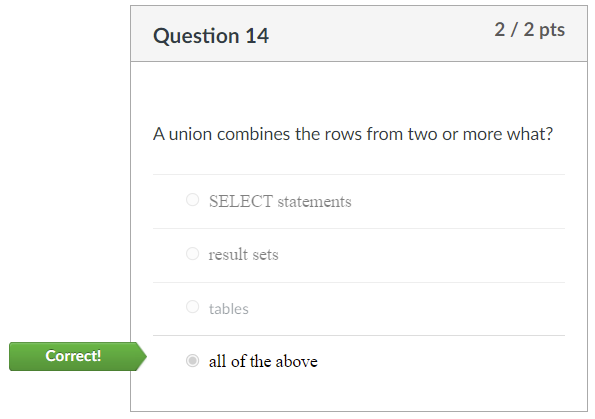 Question 14
2 / 2 pts
A union combines the rows from two or more what?
SELECT statements
result sets
tables
Correct!
all of the above